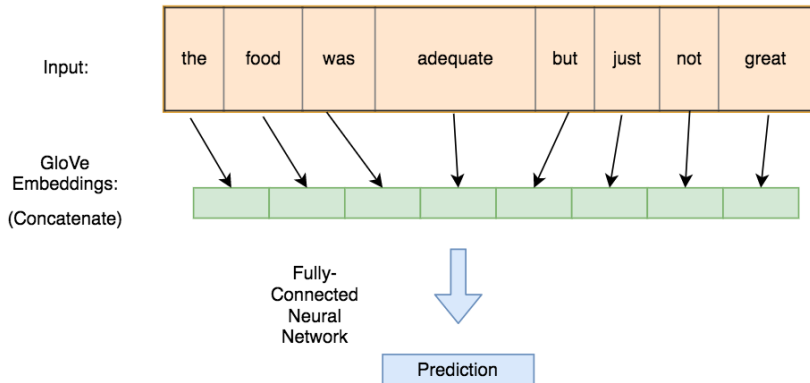 Input:
the food was adequate but just not great
GloVe
Embeddings:
(Concatenate)
Fully-
Connected
Neural
Network
Prediction